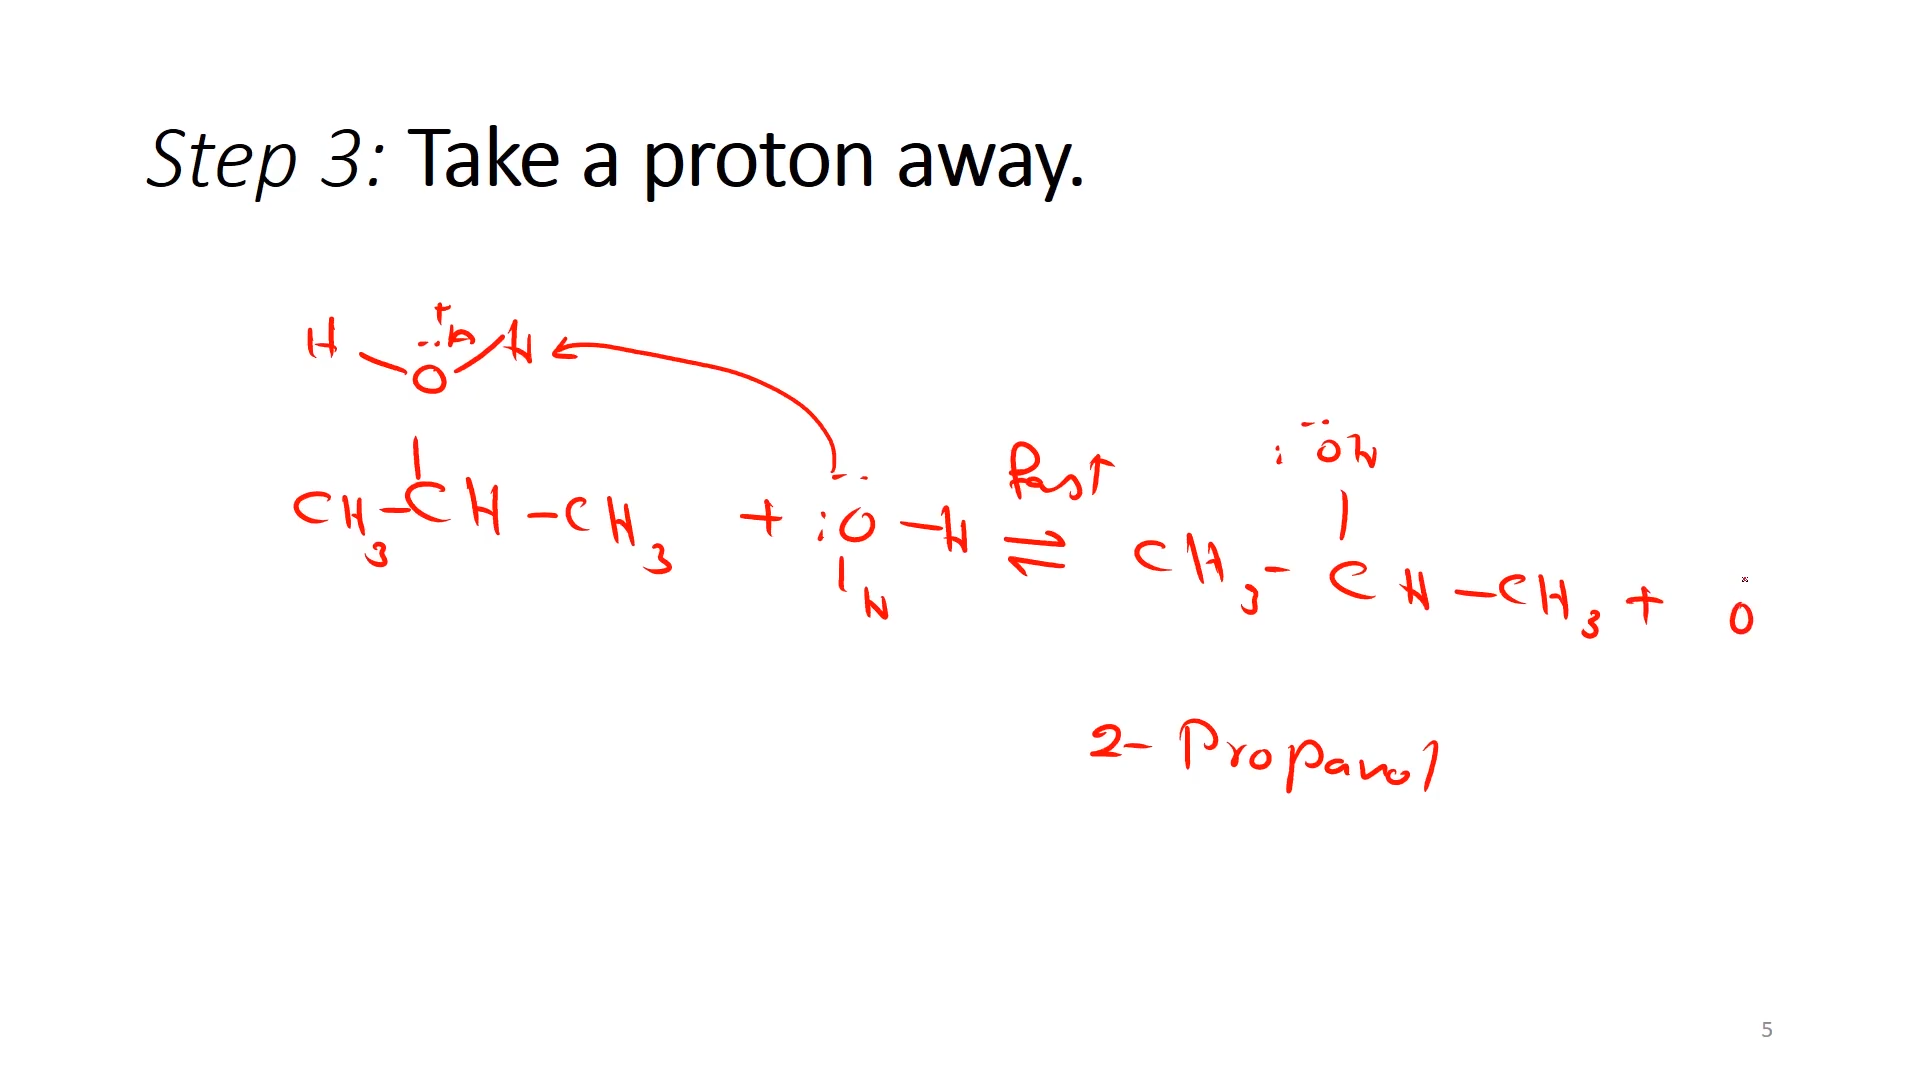 Step 3: Take a proton away.
H +
O H
CH3-CH-CH3 + :O-H
H
Fast
⇌
:OH
CH3-CH-CH3 + O
2-Propanol
5